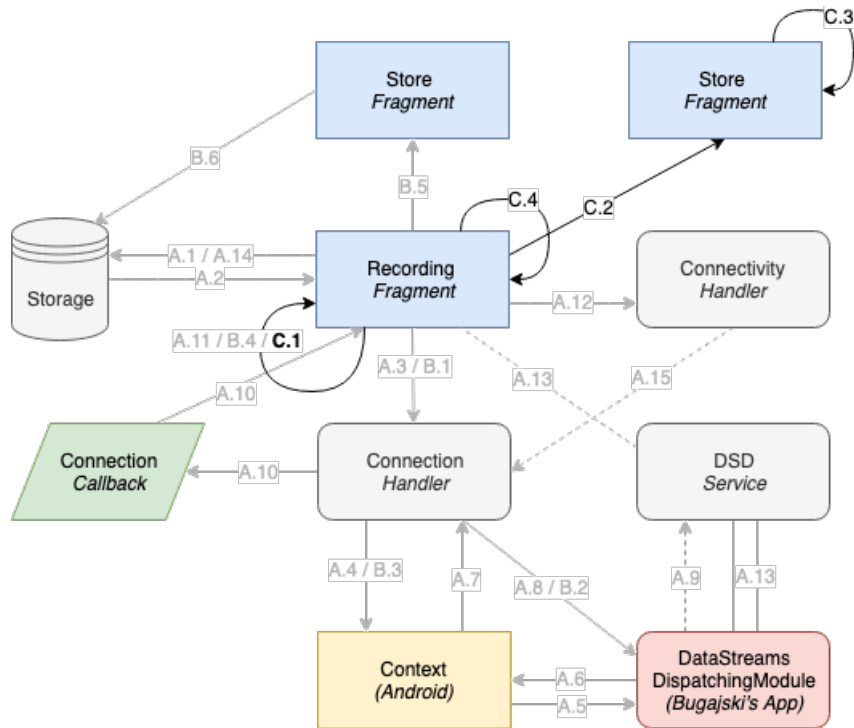 C.3
Store
Fragment
Store
Fragment
B.6
B.5
C.4
C.2
A.1 / A.14
A.2
Storage
Recording
Fragment
Connectivity
Handler
A.12
A.11 / B.4 / C.1
A.3 / B.1
A.10
A.13
A.15
Connection
Callback
A.10
Connection
Handler
DSD
Service
A.4 / B.3
A.7
A.8 / B.2
A.9
A.13
Context
(Android)
A.6
A.5
DataStreams
DispatchingModule
(Bugajski's App)